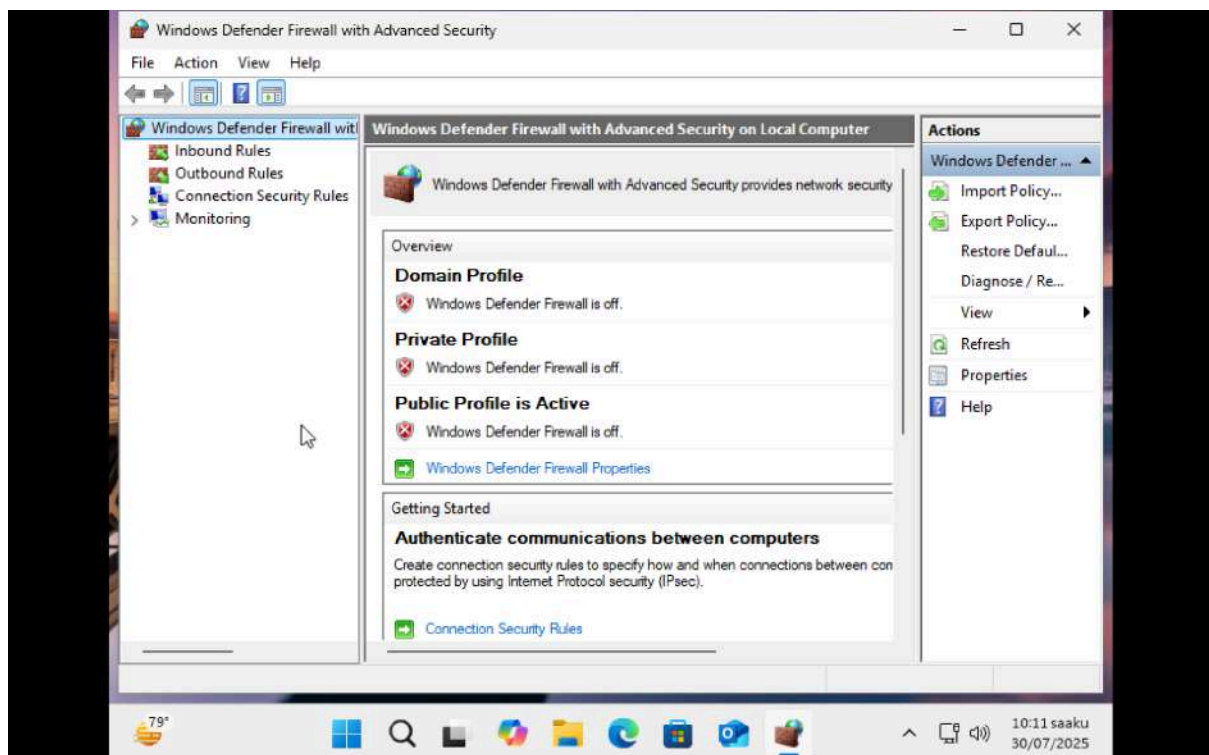 Windows Defender Firewall with Advanced Security
File Action View Help
Windows Defender Firewall with
Inbound Rules
Outbound Rules
Connection Security Rules
Monitoring
Windows Defender Firewall with Advanced Security on Local Computer
Windows Defender Firewall with Advanced Security provides network security
Overview
Domain Profile
Windows Defender Firewall is off.
Private Profile
Windows Defender Firewall is off.
Public Profile is Active
Windows Defender Firewall is off.
Windows Defender Firewall Properties
Getting Started
Authenticate communications between computers
Create connection security rules to specify how and when connections between con
protected by using Internet Protocol security (IPsec).
Connection Security Rules
Actions
Windows Defender ...
Import Policy...
Export Policy...
Restore Defaul...
Diagnose / Re...
View
Refresh
Properties
Help
79°
10:11 saaku
30/07/2025